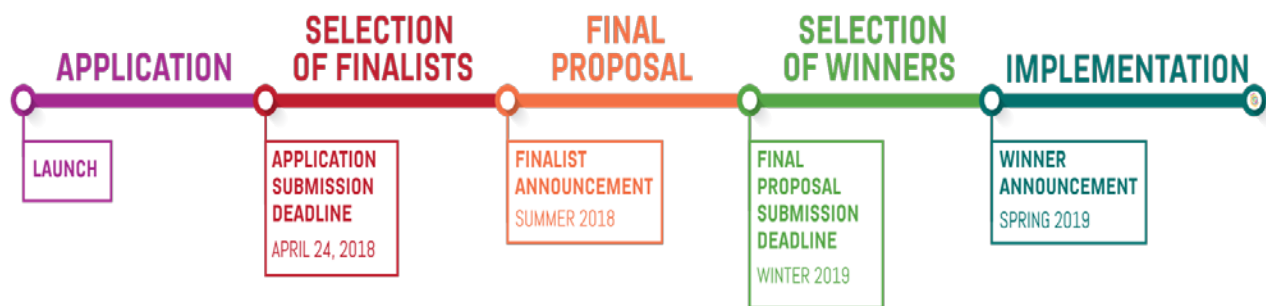 APPLICATION
SELECTION
OF FINALISTS
FINAL
PROPOSAL
SELECTION
OF WINNERS
IMPLEMENTATION
LAUNCH
APPLICATION
SUBMISSION
DEADLINE
APRIL 24, 2018
FINALIST
ANNOUNCEMENT
SUMMER 2018
FINAL
PROPOSAL
SUBMISSION
DEADLINE
WINTER 2019
WINNER
ANNOUNCEMENT
SPRING 2019